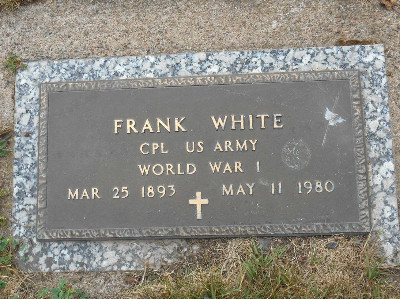 FRANK WHITE
CPL US ARMY
WORLD WAR I
MAR 25 1893 MAY 11 1980